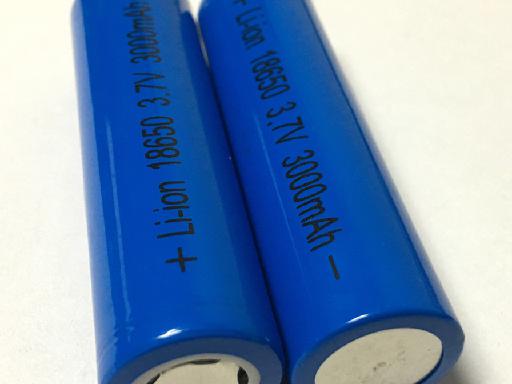 + Li-ion 18650 3.7V 3000mAh
+ Li-ion 18650 3.7V 3000mAh −